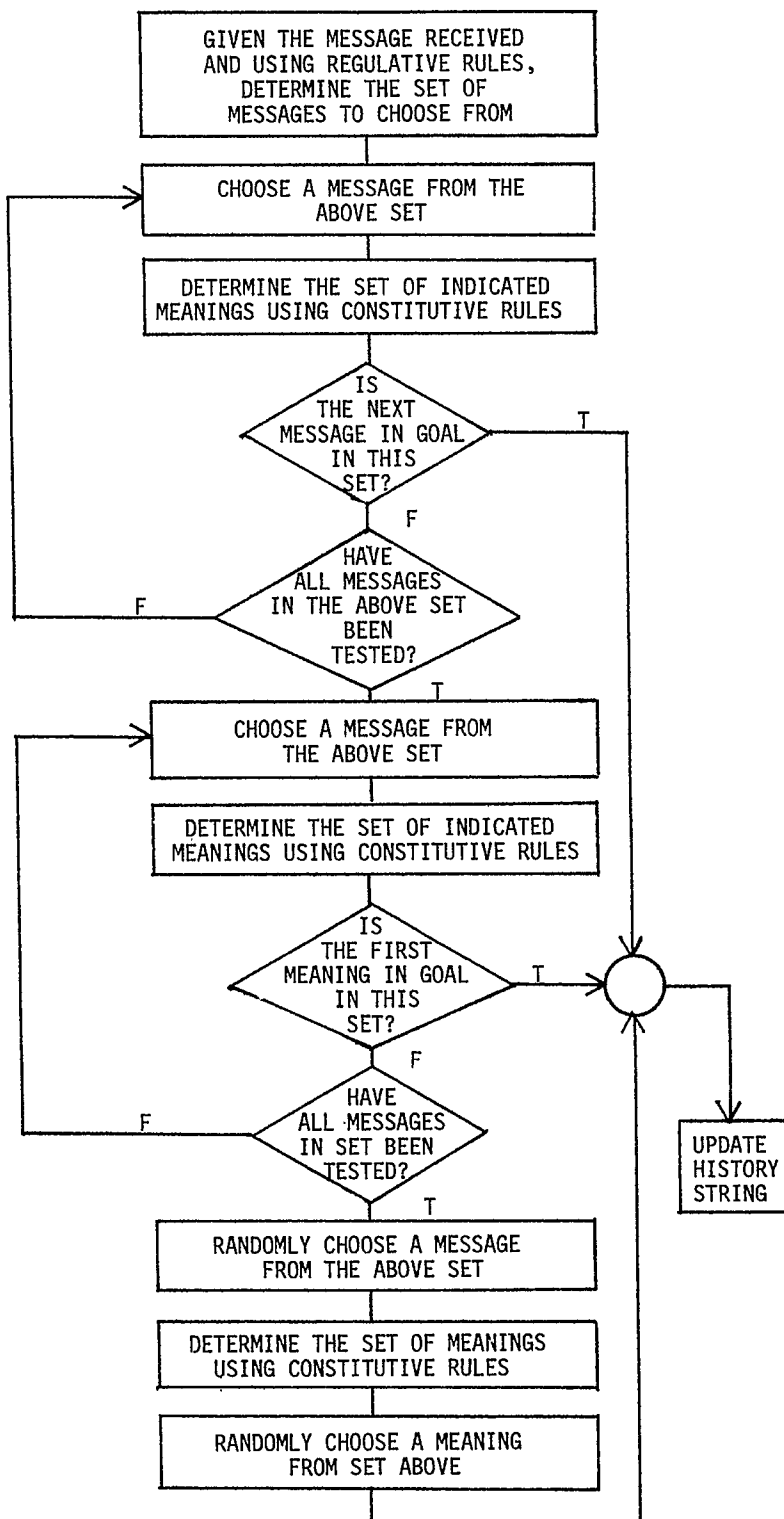 GIVEN THE MESSAGE RECEIVED
AND USING REGULATIVE RULES,
DETERMINE THE SET OF
MESSAGES TO CHOOSE FROM
CHOOSE A MESSAGE FROM THE
ABOVE SET
DETERMINE THE SET OF INDICATED
MEANINGS USING CONSTITUTIVE RULES
IS
THE NEXT
MESSAGE IN GOAL
IN THIS
SET?
T
F
HAVE
ALL MESSAGES
IN THE ABOVE SET
BEEN
TESTED?
F
T
CHOOSE A MESSAGE FROM
THE ABOVE SET
DETERMINE THE SET OF INDICATED
MEANINGS USING CONSTITUTIVE RULES
IS
THE FIRST
MEANING IN GOAL
IN THIS
SET?
T
F
HAVE
ALL MESSAGES
IN SET BEEN
TESTED?
F
T
UPDATE
HISTORY
STRING
RANDOMLY CHOOSE A MESSAGE
FROM THE ABOVE SET
DETERMINE THE SET OF MEANINGS
USING CONSTITUTIVE RULES
RANDOMLY CHOOSE A MEANING
FROM SET ABOVE